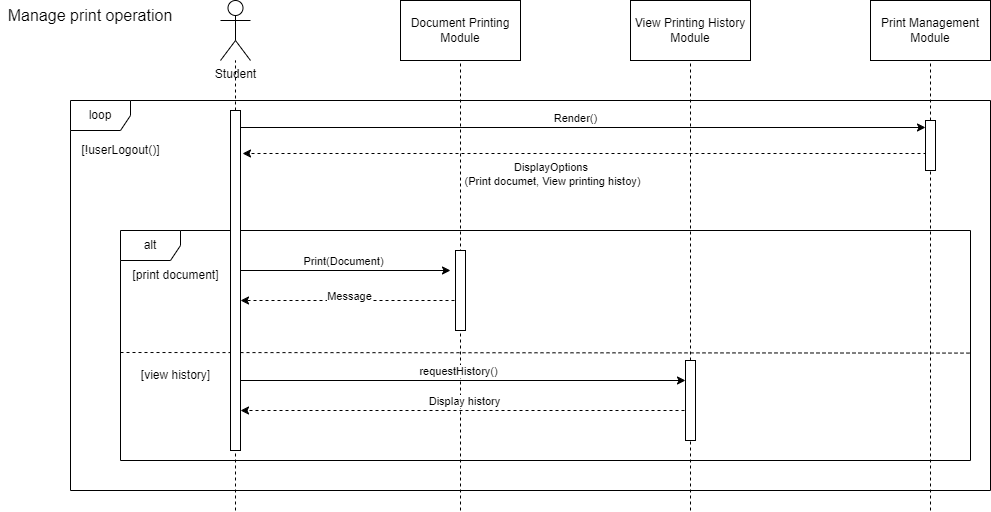 Manage print operation
Document Printing
Module
View Printing History
Module
Print Management
Module
Student
loop
Render()
[!userLogout()]
DisplayOptions
(Print documet, View printing histoy)
alt
Print(Document)
[print document]
Message
requestHistory()
[view history]
Display history